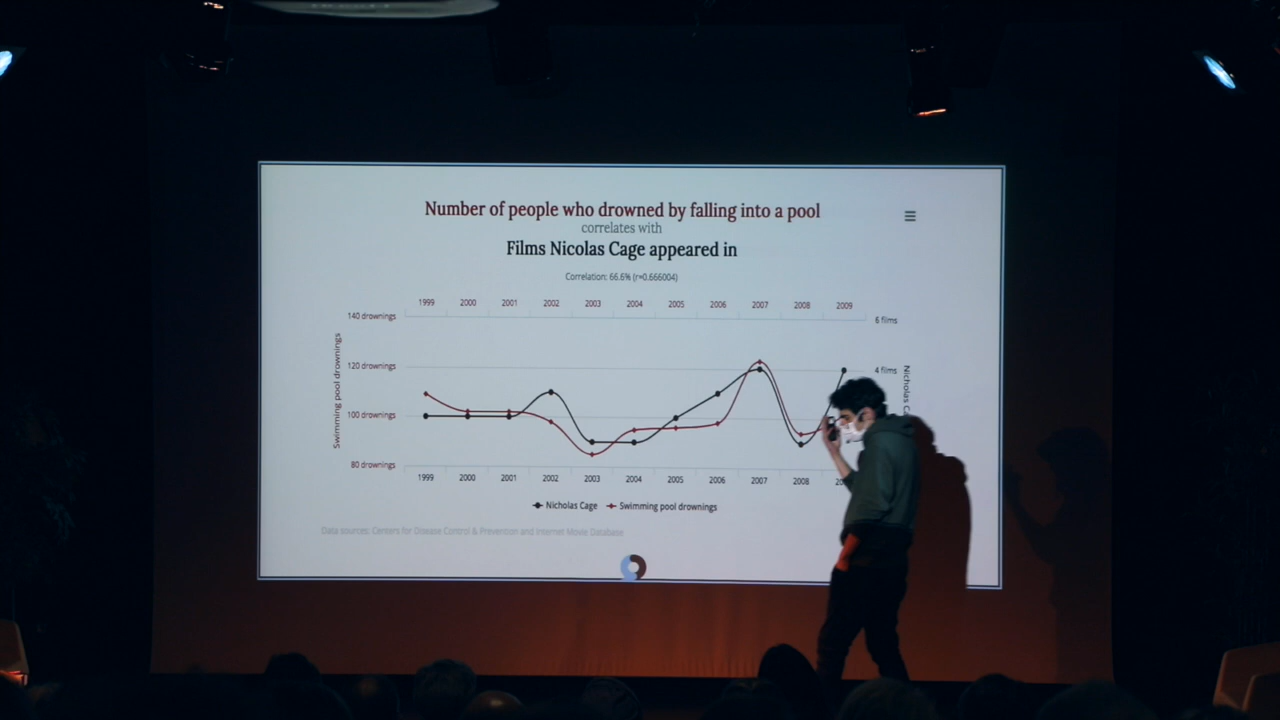 Number of people who drowned by falling into a pool
correlates with
Films Nicolas Cage appeared in
Correlation: 66.6% (r=0.666004)
1999 2000 2001 2002 2003 2004 2005 2006 2007 2008 2009
140 drownings 6 films
120 drownings 4 films
100 drownings
80 drownings
Swimming pool drownings
Nicholas
1999 2000 2001 2002 2003 2004 2005 2006 2007 2008
Nicholas Cage Swimming pool drownings
Data sources: Centers for Disease Control & Prevention and Internet Movie Database